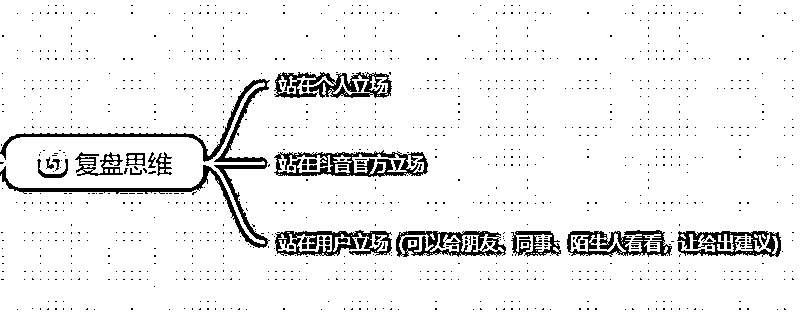 站在个人立场
复盘思维
站在抖音官方立场
站在用户立场（可以给朋友、同事、陌生人看看，让给出建议）